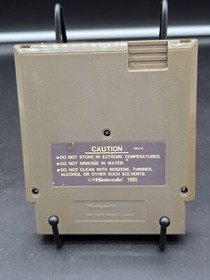 CAUTION
•DO NOT STORE IN EXTREME TEMPERATURES.
•DO NOT IMMERSE IN WATER.
•DO NOT CLEAN WITH BENZENE, THINNER,
ALCOHOL OR OTHER SUCH SOLVENTS.
Nintendo 1985